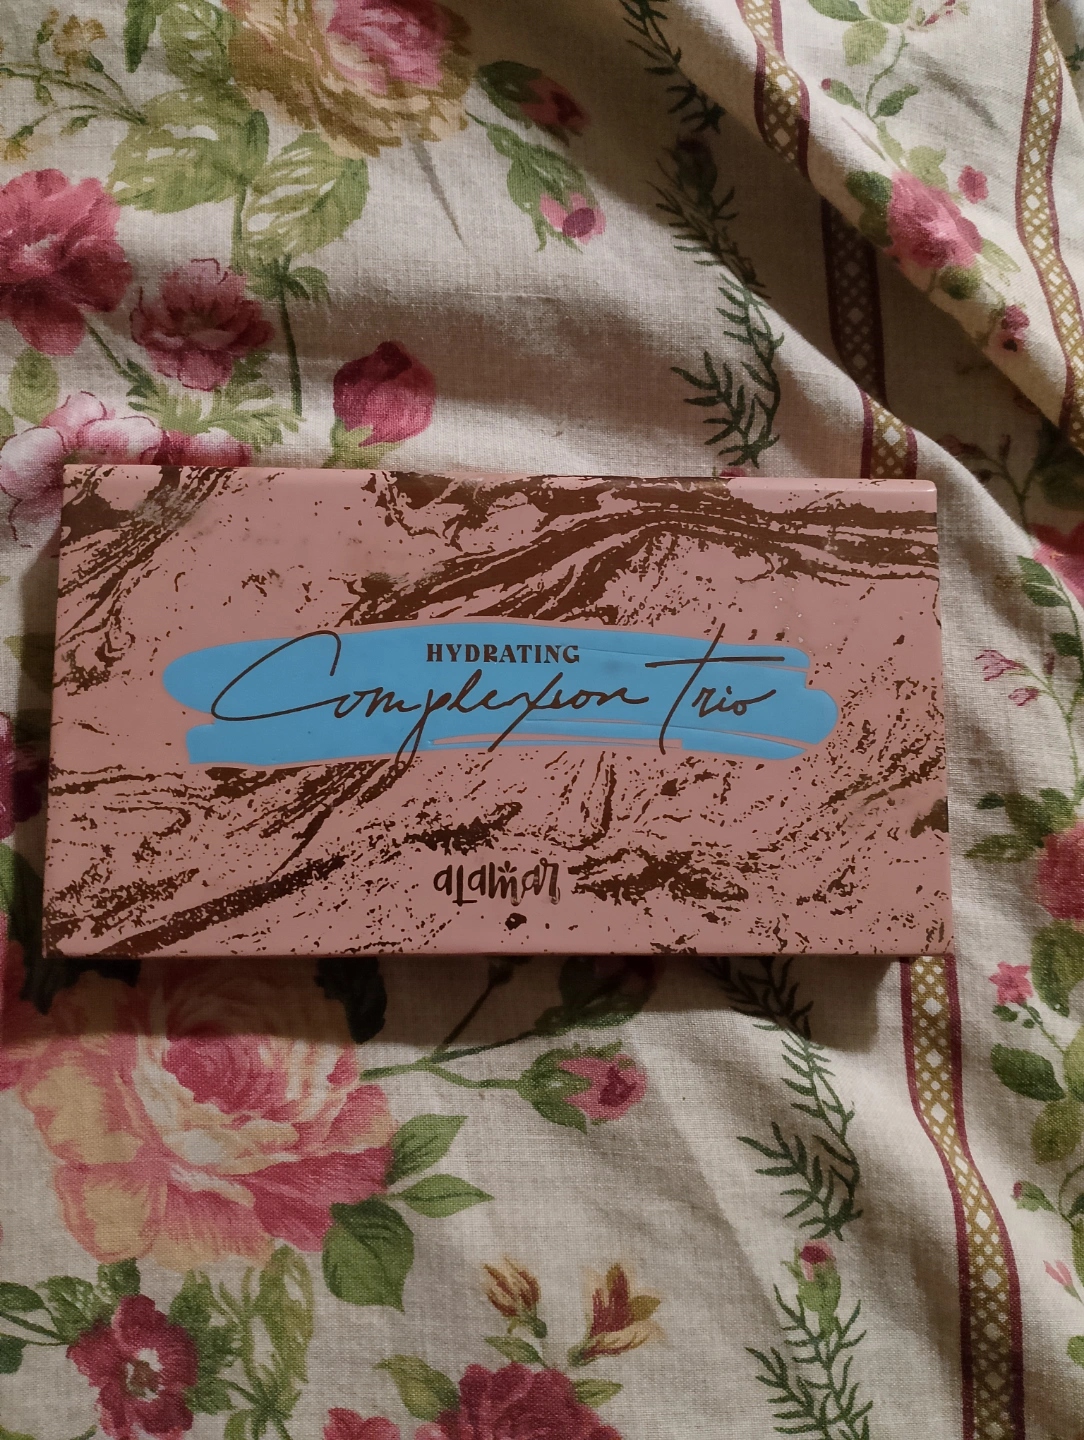 HYDRATING
Complexion Trio
alamar